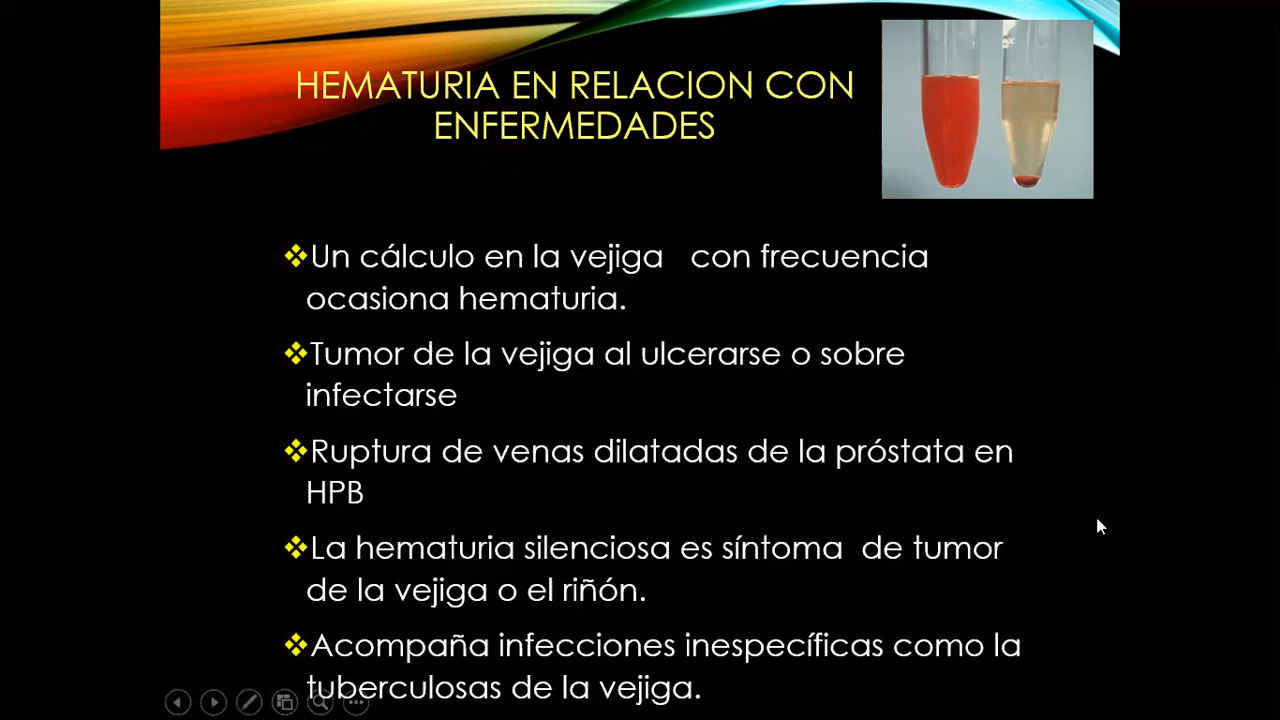 HEMATURIA EN RELACION CON
ENFERMEDADES
❖Un cálculo en la vejiga con frecuencia
ocasiona hematuria.
❖Tumor de la vejiga al ulcerarse o sobre
infectarse
❖Ruptura de venas dilatadas de la próstata en
HPB
❖La hematuria silenciosa es síntoma de tumor
de la vejiga o el riñón.
❖Acompaña infecciones inespecíficas como la
tuberculosas de la vejiga.